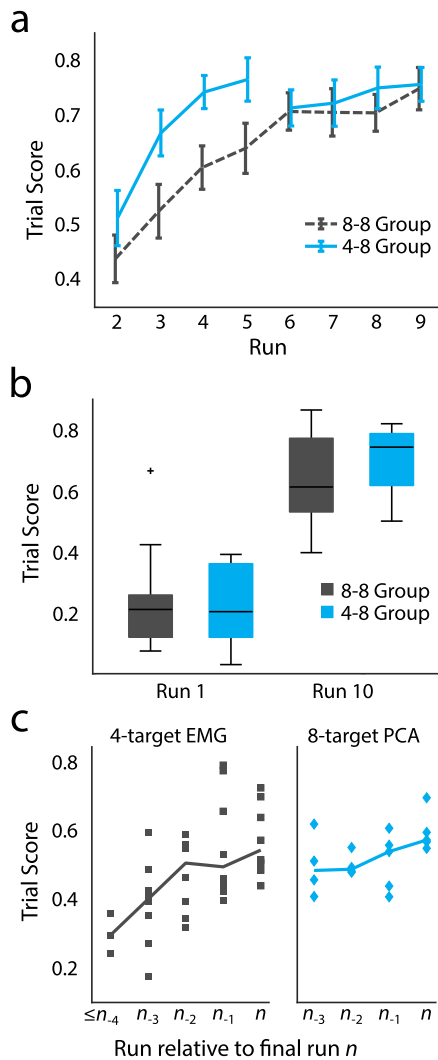 a
0.8
0.7
0.6
0.5
0.4
Trial Score
8-8 Group
4-8 Group
2 3 4 5 6 7 8 9
Run
b
0.8
0.6
0.4
0.2
Trial Score
8-8 Group
4-8 Group
Run 1 Run 10
c
4-target EMG 8-target PCA
0.8
0.6
0.4
0.2
Trial Score
≤n-4 n-3 n-2 n-1 n n-3 n-2 n-1 n
Run relative to final run n